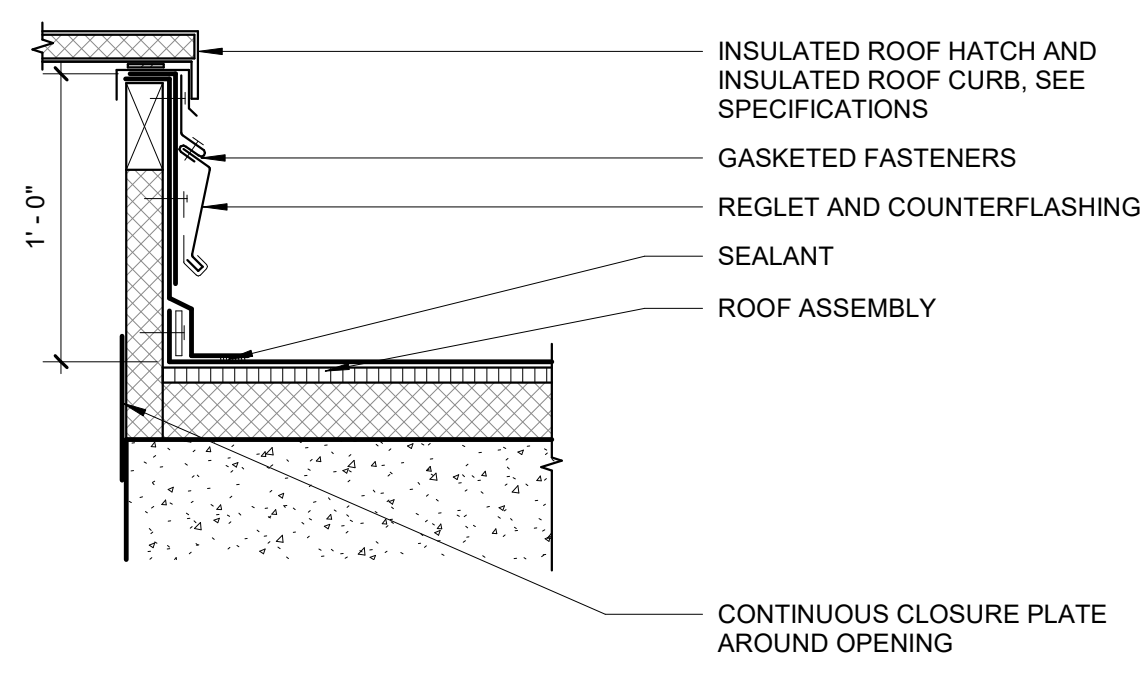 INSULATED ROOF HATCH AND
INSULATED ROOF CURB, SEE
SPECIFICATIONS
GASKETED FASTENERS
REGLET AND COUNTERFLASHING
1' - 0"
SEALANT
ROOF ASSEMBLY
CONTINUOUS CLOSURE PLATE
AROUND OPENING